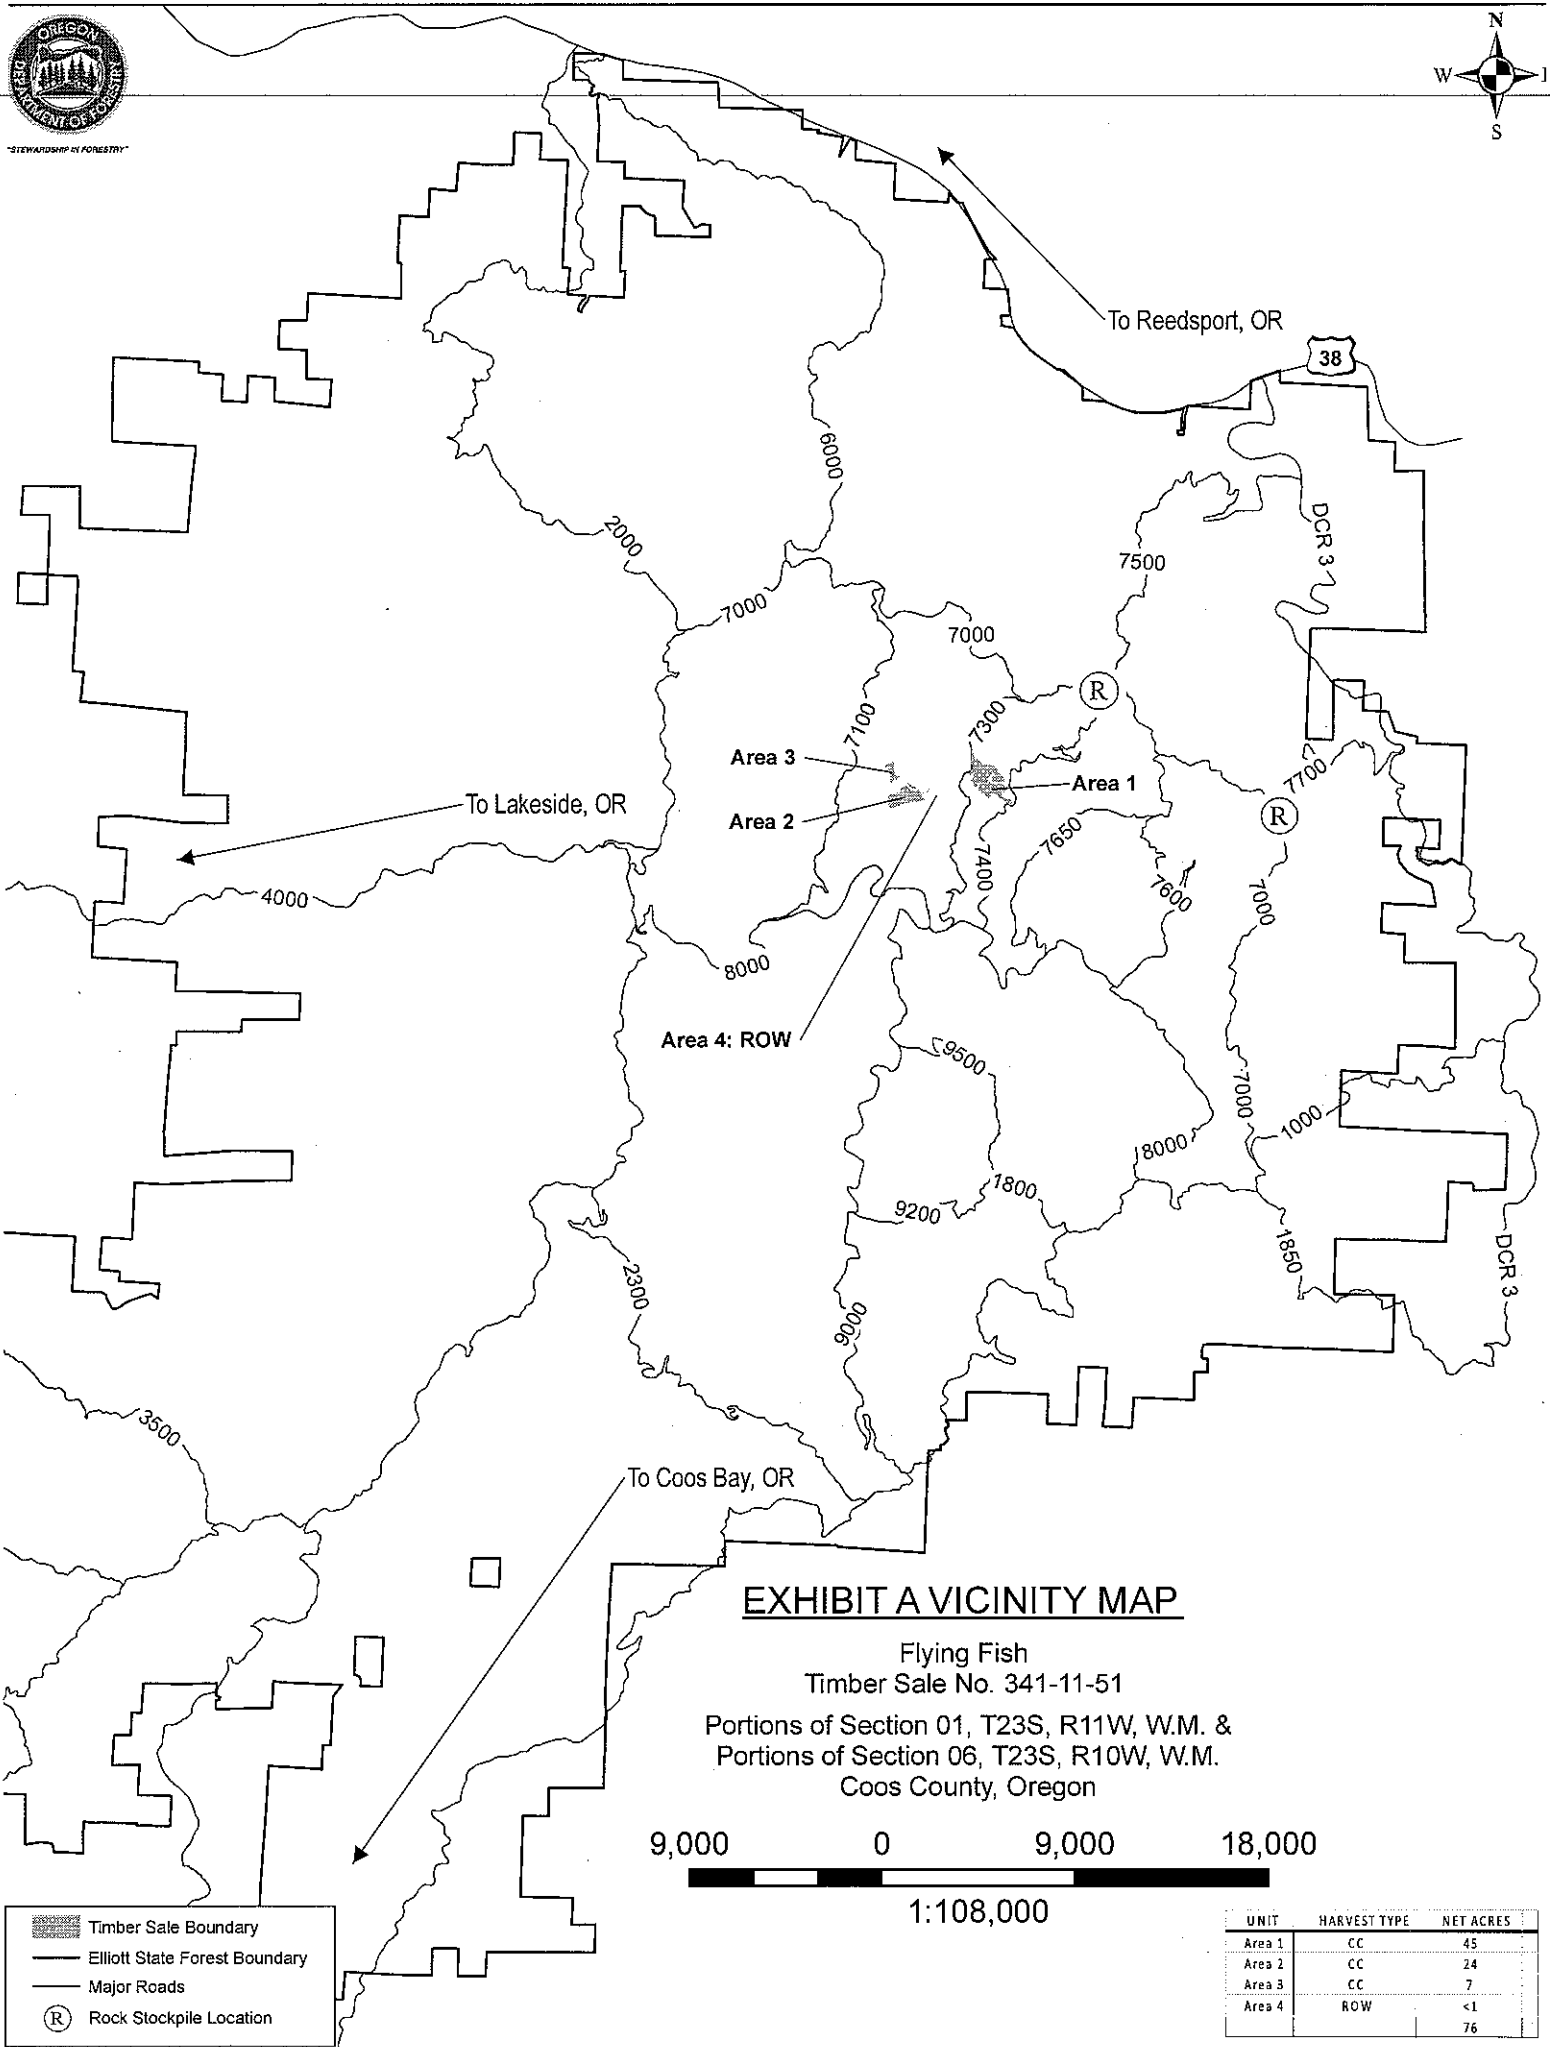 OREGON
DEPARTMENT OF FORESTRY
"STEWARDSHIP IN FORESTRY"
N
W
S
To Reedsport, OR
38
6000
2000
DCR 3
7500
7000
7000
R
7100
7300
Area 3
7700
Area 1
To Lakeside, OR
R
Area 2
7650
7400
7600
4000
7000
8000
Area 4: ROW
9500
7000
1000
8000
1800
9200
1850
DCR 3
2300
9000
3500
To Coos Bay, OR
EXHIBIT A VICINITY MAP
Flying Fish
Timber Sale No. 341-11-51
Portions of Section 01, T23S, R11W, W.M. &
Portions of Section 06, T23S, R10W, W.M.
Coos County, Oregon
9,000 0 9,000 18,000
1:108,000
Timber Sale Boundary
Elliott State Forest Boundary
Major Roads
R Rock Stockpile Location
UNIT HARVEST TYPE NET ACRES
Area 1 CC 45
Area 2 CC 24
Area 3 CC 7
Area 4 ROW <1
76